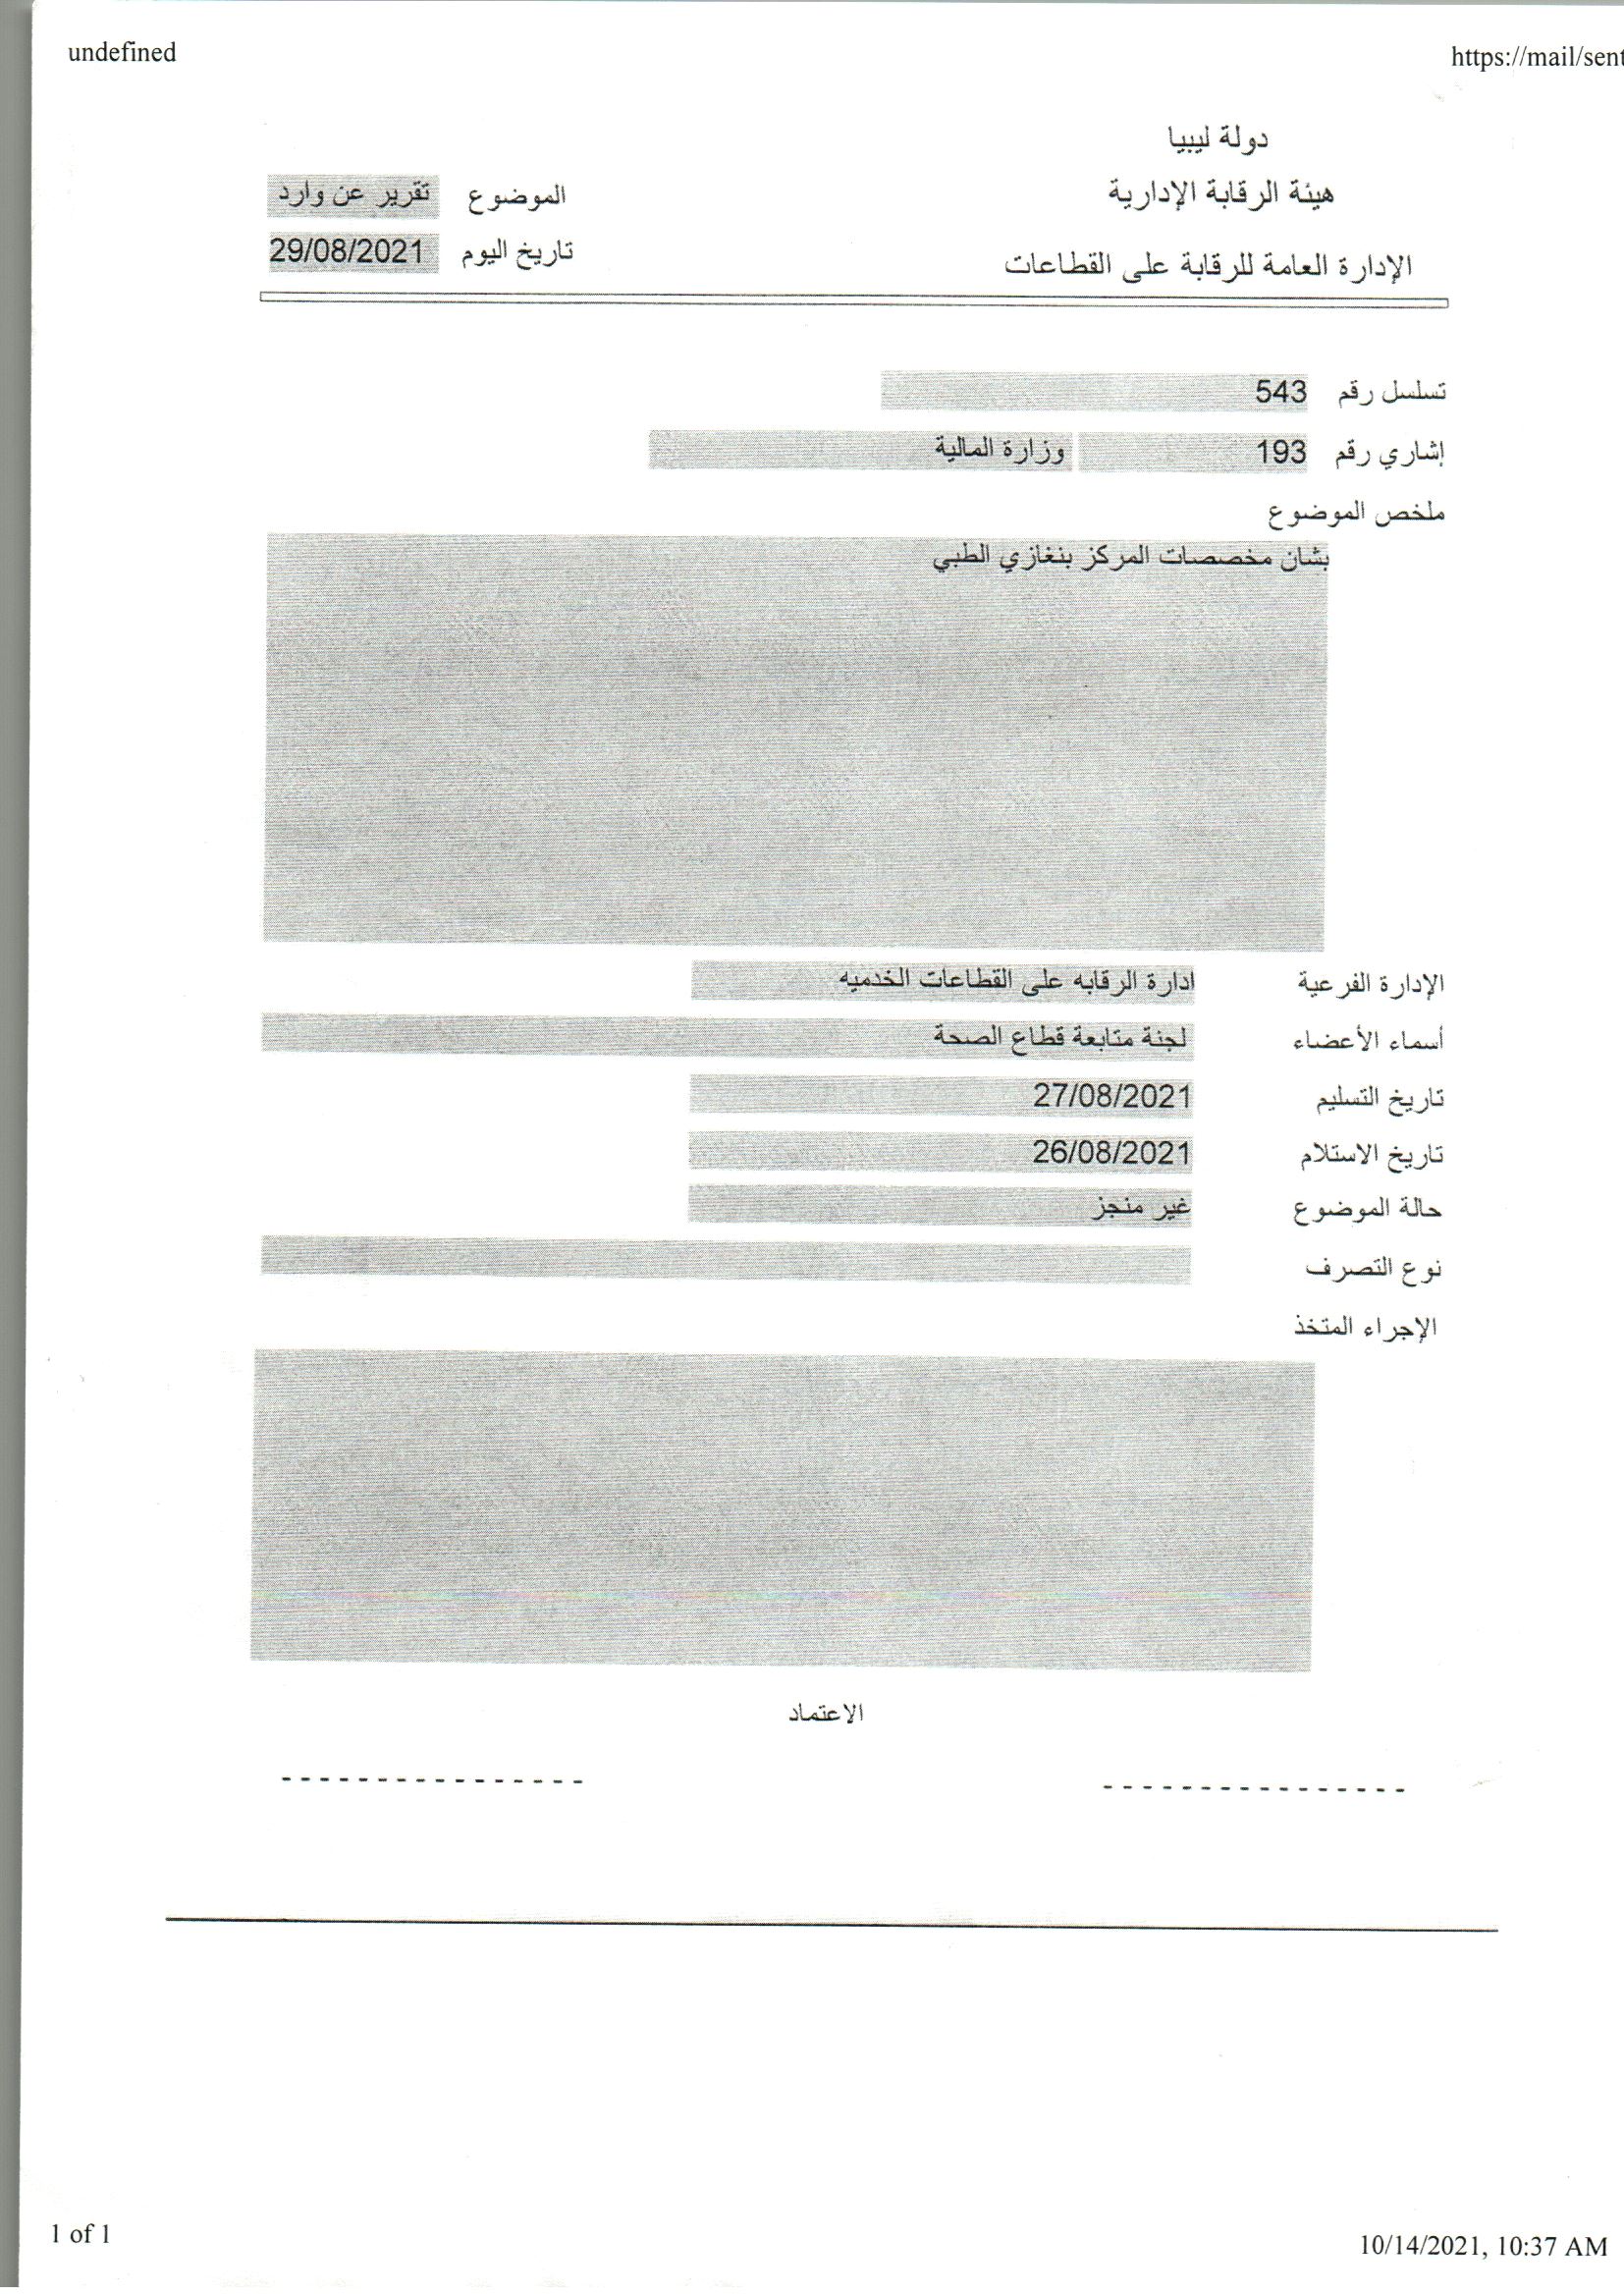 undefined
https://mail/sent
دولة ليبيا
هيئة الرقابة الإدارية
الموضوع تقرير عن وارد
الإدارة العامة للرقابة على القطاعات
تاريخ اليوم 29/08/2021
تسلسل رقم 543
إشاري رقم 193 وزارة المالية
ملخص الموضوع
بشان مخصصات المركز بنغازي الطبي
الإدارة الفرعية ادارة الرقابه على القطاعات الخدميه
أسماء الأعضاء لجنة متابعة قطاع الصحة
تاريخ التسليم 27/08/2021
تاريخ الاستلام 26/08/2021
حالة الموضوع غير منجز
نوع التصرف
الإجراء المتخذ
الاعتماد
1 of 1
10/14/2021, 10:37 AM